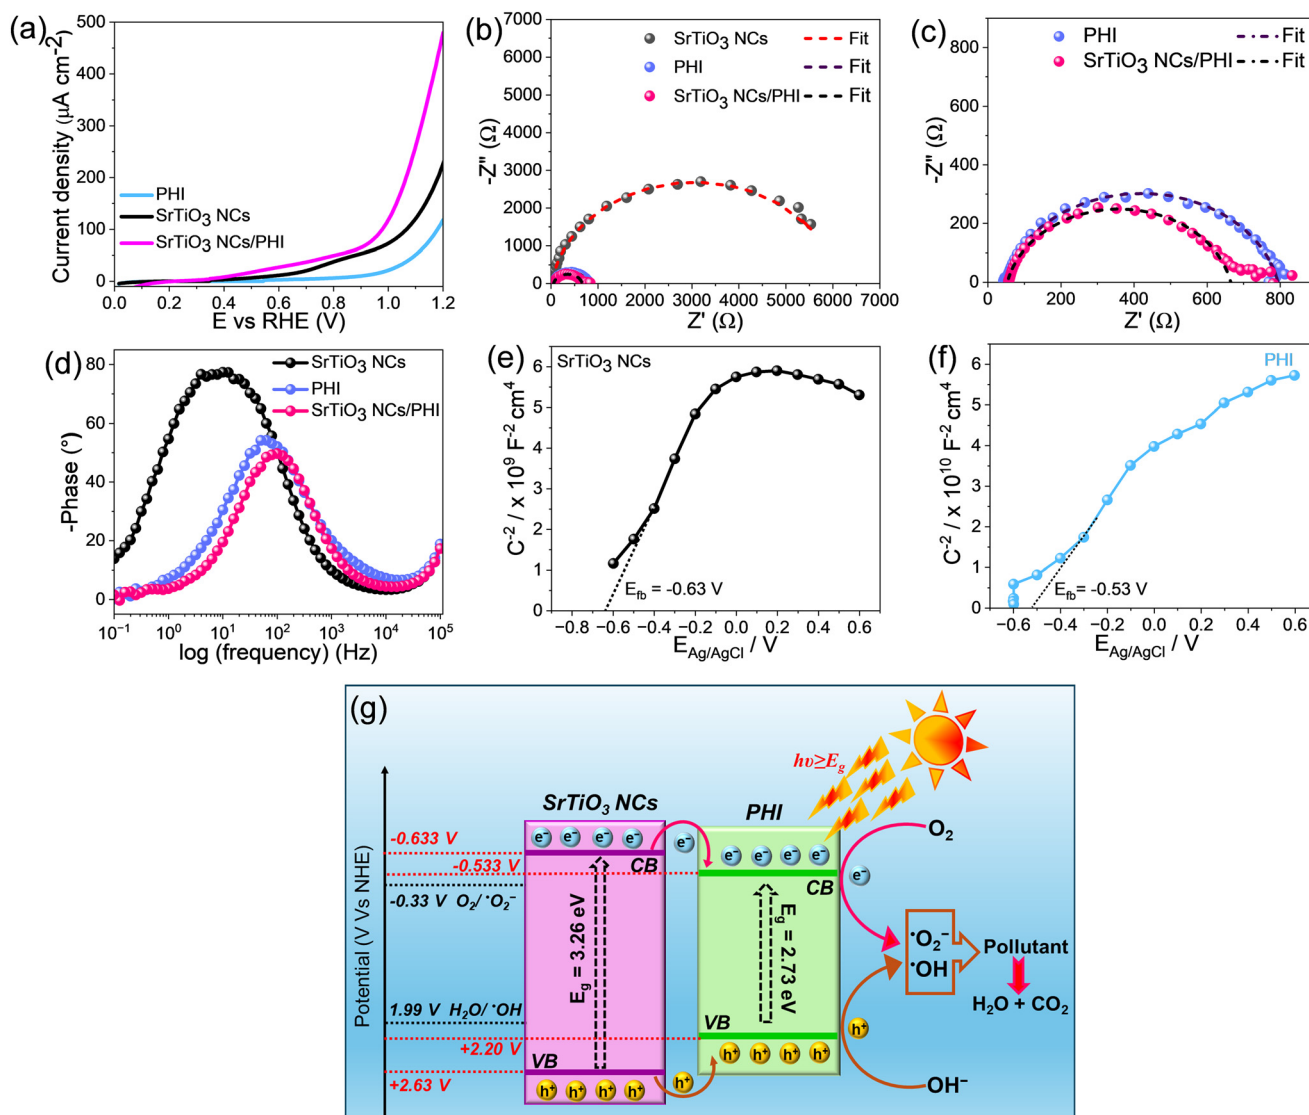 (a)
500
400
300
200
100
0
Current density (µA cm⁻²)
PHI
SrTiO₃ NCs
SrTiO₃ NCs/PHI
0.0 0.2 0.4 0.6 0.8 1.0 1.2
E vs RHE (V)
(b)
7000
6000
5000
4000
3000
2000
1000
0
-Z'' (Ω)
SrTiO₃ NCs Fit
PHI Fit
SrTiO₃ NCs/PHI Fit
0 1000 2000 3000 4000 5000 6000 7000
Z' (Ω)
(c)
900
600
300
0
-Z'' (Ω)
PHI Fit
SrTiO₃ NCs/PHI Fit
0 200 400 600 800
Z' (Ω)
(d)
80
60
40
20
0
-Phase (°)
SrTiO₃ NCs
PHI
SrTiO₃ NCs/PHI
10⁻¹ 10⁰ 10¹ 10² 10³ 10⁴ 10⁵
log (frequency) (Hz)
(e)
SrTiO₃ NCs
6
5
4
3
2
1
0
C⁻² / x 10⁹ F⁻² cm⁴
E_fb = -0.63 V
−0.8 −0.6 −0.4 −0.2 0.0 0.2 0.4 0.6
E_Ag/AgCl / V
(f)
PHI
6
5
4
3
2
1
0
C⁻² / x 10¹⁰ F⁻² cm⁴
E_fb= -0.53 V
−0.6 −0.4 −0.2 0.0 0.2 0.4 0.6
E_Ag/AgCl / V
(g)
Potential (V Vs NHE)
hυ≥E_g
SrTiO₃ NCs
PHI
e⁻ e⁻ e⁻ e⁻
e⁻
e⁻ e⁻ e⁻ e⁻
O₂
-0.633 V
-0.533 V
CB
CB
e⁻
-0.33 V O₂/ •O₂⁻
E_g = 3.26 eV
E_g = 2.73 eV
•O₂⁻
•OH
Pollutant
H₂O + CO₂
1.99 V H₂O/ •OH
VB
h⁺
+2.20 V
VB
h⁺ h⁺ h⁺ h⁺
+2.63 V
h⁺ h⁺ h⁺ h⁺
h⁺
OH⁻